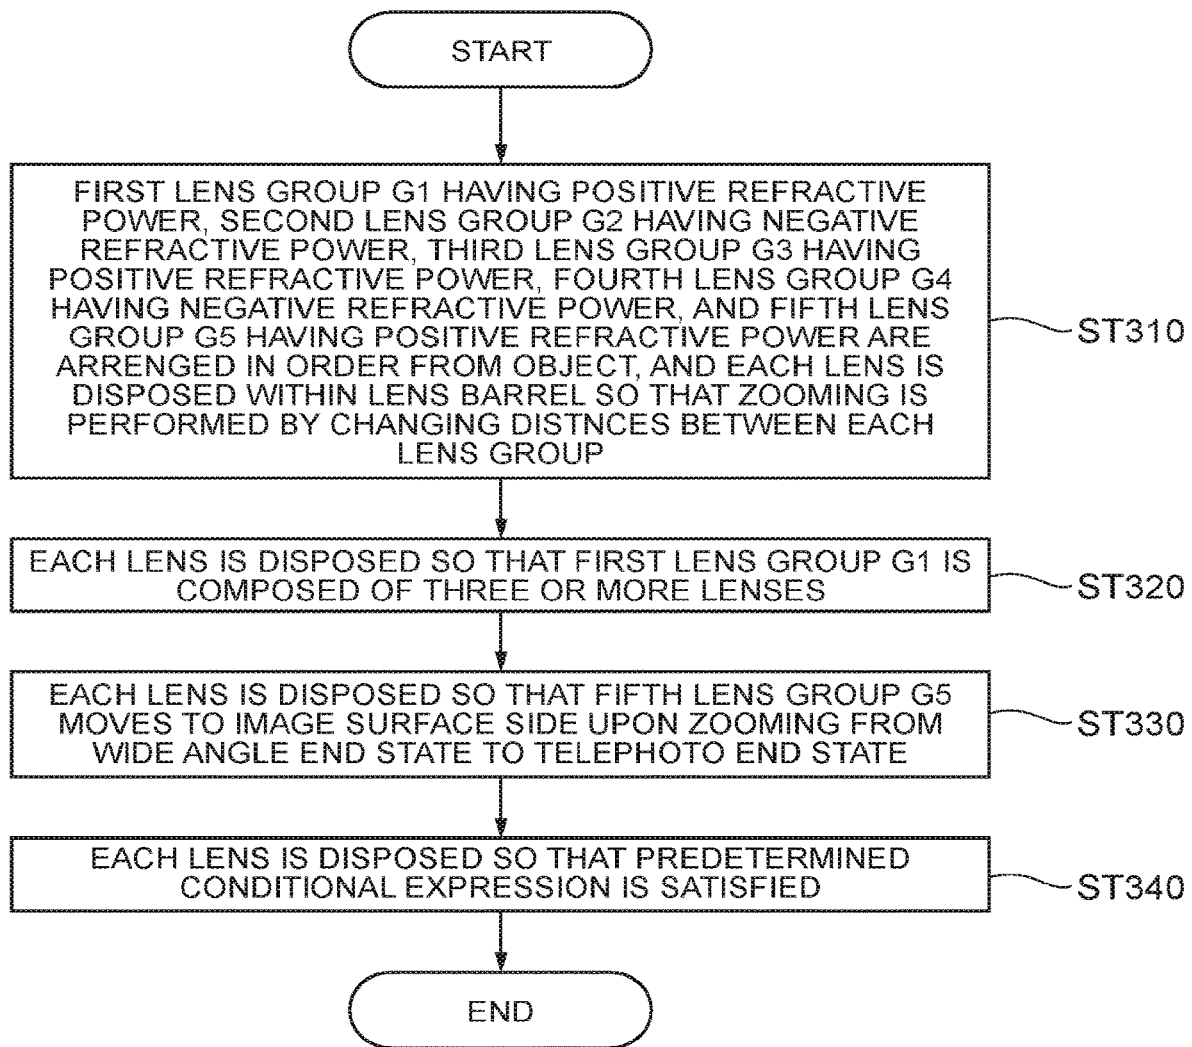 START
FIRST LENS GROUP G1 HAVING POSITIVE REFRACTIVE
POWER, SECOND LENS GROUP G2 HAVING NEGATIVE
REFRACTIVE POWER, THIRD LENS GROUP G3 HAVING
POSITIVE REFRACTIVE POWER, FOURTH LENS GROUP G4
HAVING NEGATIVE REFRACTIVE POWER, AND FIFTH LENS
GROUP G5 HAVING POSITIVE REFRACTIVE POWER ARE
ARRENGED IN ORDER FROM OBJECT, AND EACH LENS IS
DISPOSED WITHIN LENS BARREL SO THAT ZOOMING IS
PERFORMED BY CHANGING DISTNCES BETWEEN EACH
LENS GROUP
ST310
EACH LENS IS DISPOSED SO THAT FIRST LENS GROUP G1 IS
COMPOSED OF THREE OR MORE LENSES
ST320
EACH LENS IS DISPOSED SO THAT FIFTH LENS GROUP G5
MOVES TO IMAGE SURFACE SIDE UPON ZOOMING FROM
WIDE ANGLE END STATE TO TELEPHOTO END STATE
ST330
EACH LENS IS DISPOSED SO THAT PREDETERMINED
CONDITIONAL EXPRESSION IS SATISFIED
ST340
END